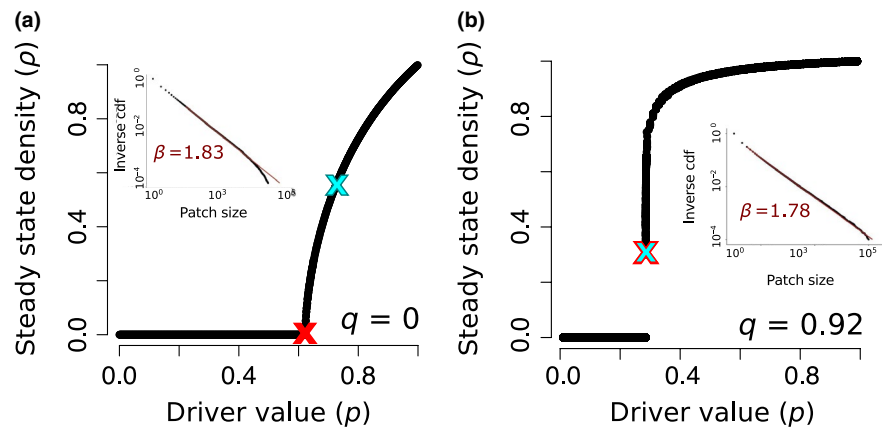 (a)
Steady state density (ρ)
0.0
0.4
0.8
Inverse cdf
10⁰
10⁻²
10⁻⁴
β = 1.83
10⁰
10³
10⁶
Patch size
q = 0
0.0
0.4
0.8
Driver value (p)
(b)
Steady state density (ρ)
0.0
0.4
0.8
Inverse cdf
10⁰
10⁻²
10⁻⁴
β = 1.78
10⁰
10³
10⁵
Patch size
q = 0.92
0.0
0.4
0.8
Driver value (p)